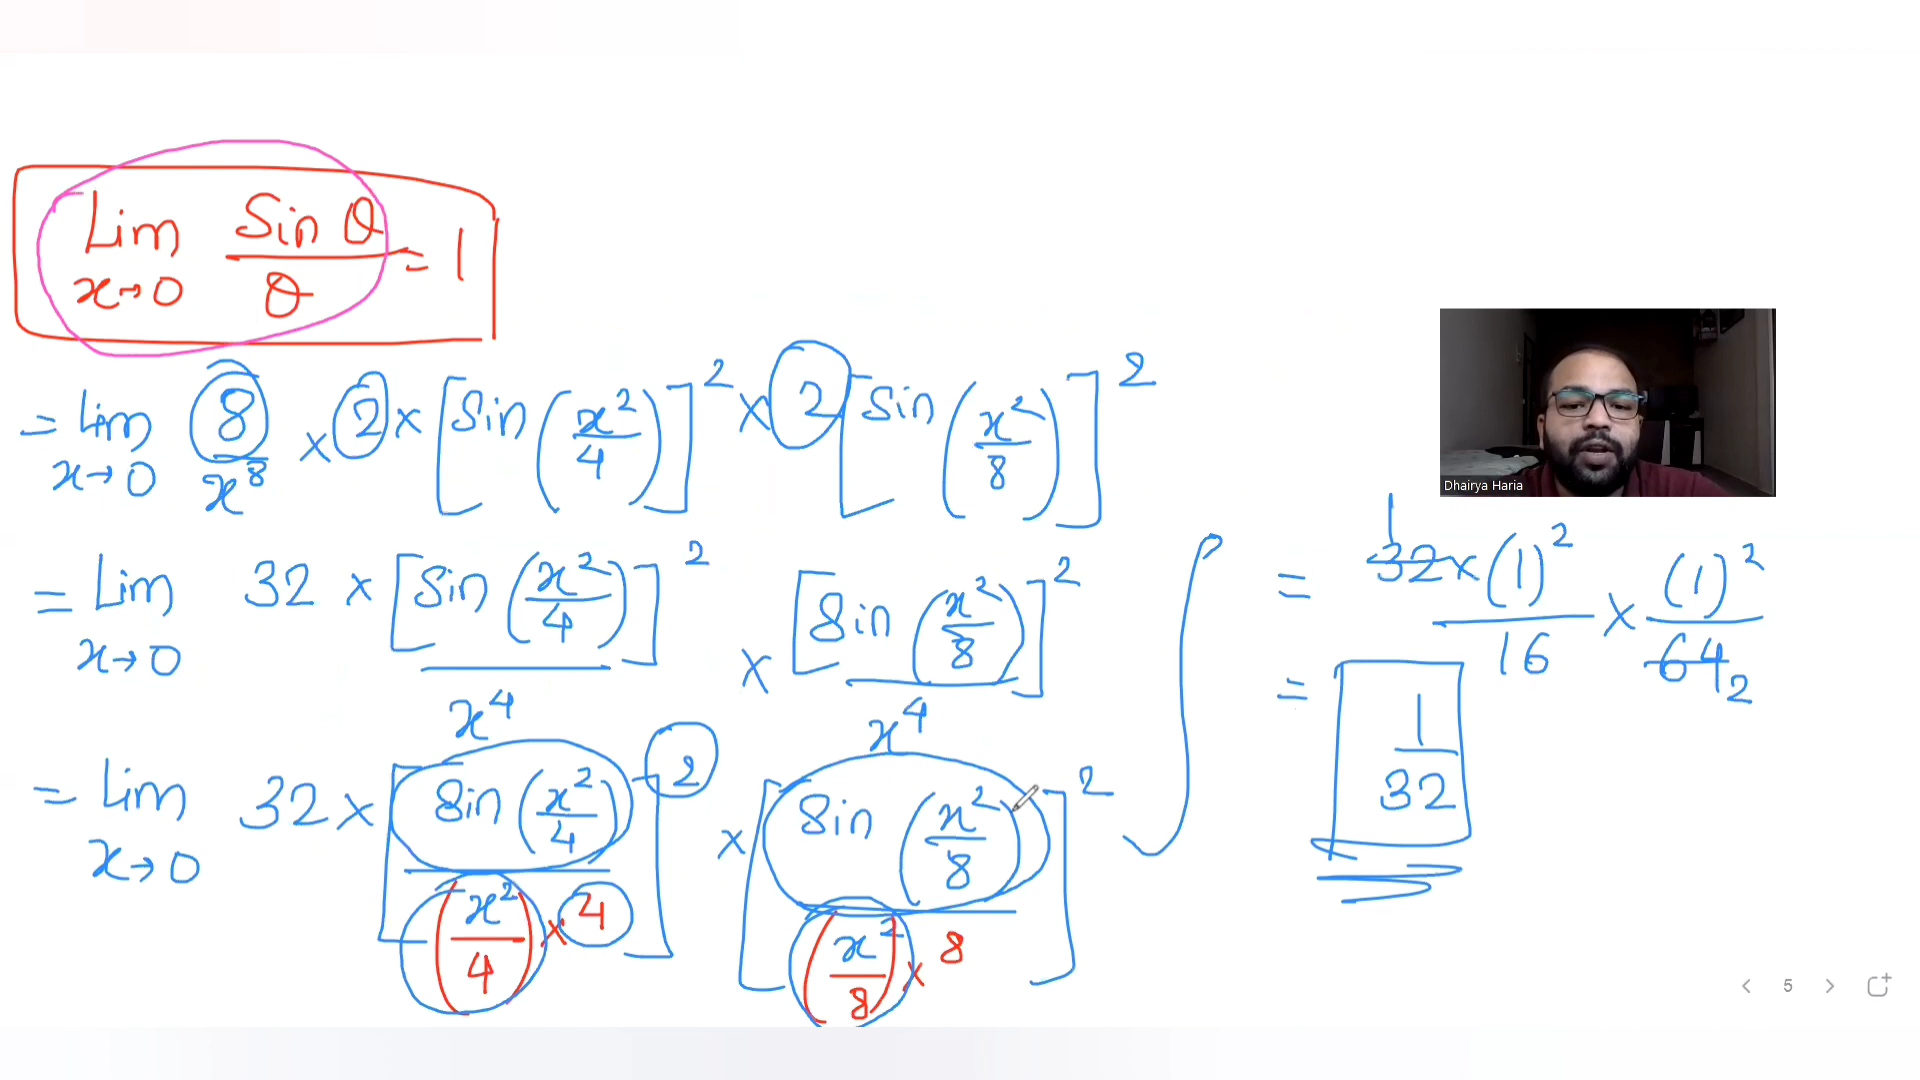 Lim x→0 Sin θ / θ = 1
= lim x→0 8/x⁸ × 2 × [Sin (x²/4)]² × 2 [Sin (x²/8)]²
= Lim x→0 32 × [Sin (x²/4)]² / x⁴ × [Sin (x²/8)]² / x⁴
= Lim x→0 32 × [Sin (x²/4) / (x²/4) × 4]² × [Sin (x²/8) / (x²/8) × 8]²
Dhairya Haria
1
= 32 × (1)² / 16 × (1)² / 64 2
= 1/32
< 5 >